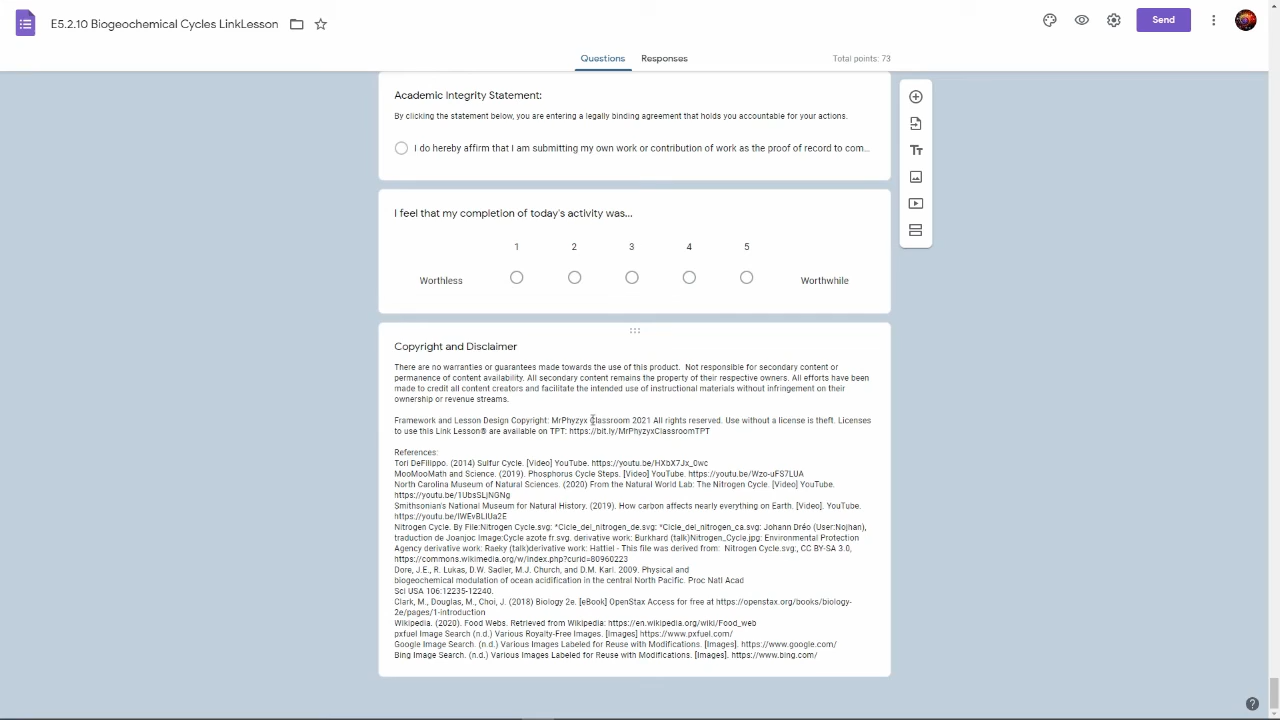 E5.2.10 Biogeochemical Cycles LinkLesson
Send
Questions Responses
Total points: 73
Academic Integrity Statement:
By clicking the statement below, you are entering a legally binding agreement that holds you accountable for your actions.
I do hereby affirm that I am submitting my own work or contribution of work as the proof of record to com...
I feel that my completion of today's activity was...
1 2 3 4 5
Worthless Worthwhile
Copyright and Disclaimer
There are no warranties or guarantees made towards the use of this product. Not responsible for secondary content or
permanence of content availability. All secondary content remains the property of their respective owners. All efforts have been
made to credit all content creators and facilitate the intended use of instructional materials without infringement on their
ownership or revenue streams.
Framework and Lesson Design Copyright: MrPhyzyx Classroom 2021 All rights reserved. Use without a license is theft. Licenses
to use this Link Lesson® are available on TPT: https://bit.ly/MrPhyzyxClassroomTPT
References:
Tori DeFilippo. (2014) Sulfur Cycle. [Video] YouTube. https://youtu.be/HXbX7Jx_0wc
MooMooMath and Science. (2019). Phosphorus Cycle Steps. [Video] YouTube. https://youtu.be/Wzo-uFS7LUA
North Carolina Museum of Natural Sciences. (2020) From the Natural World Lab: The Nitrogen Cycle. [Video] YouTube.
https://youtu.be/1UbsSLjNGNg
Smithsonian's National Museum for Natural History. (2019). How carbon affects nearly everything on Earth. [Video]. YouTube.
https://youtu.be/IWEvBLIUa2E
Nitrogen Cycle. By File:Nitrogen Cycle.svg: *Cicle_del_nitrogen_de.svg: *Cicle_del_nitrogen_ca.svg: Johann Dréo (User:Nojhan),
traduction de Joanjoc Image:Cycle azote fr.svg. derivative work: Burkhard (talk)Nitrogen_Cycle.jpg: Environmental Protection
Agency derivative work: Raeky (talk)derivative work: Hattiel - This file was derived from: Nitrogen Cycle.svg:, CC BY-SA 3.0,
https://commons.wikimedia.org/w/index.php?curid=80960223
Dore, J.E., R. Lukas, D.W. Sadler, M.J. Church, and D.M. Karl. 2009. Physical and
biogeochemical modulation of ocean acidification in the central North Pacific. Proc Natl Acad
Sci USA 106:12235-12240.
Clark, M., Douglas, M., Choi, J. (2018) Biology 2e. [eBook] OpenStax Access for free at https://openstax.org/books/biology-
2e/pages/1-introduction
Wikipedia. (2020). Food Webs. Retrieved from Wikipedia: https://en.wikipedia.org/wiki/Food_web
pxfuel Image Search (n.d.) Various Royalty-Free Images. [Images] https://www.pxfuel.com/
Google Image Search. (n.d.) Various Images Labeled for Reuse with Modifications. [Images]. https://www.google.com/
Bing Image Search. (n.d.) Various Images Labeled for Reuse with Modifications. [Images]. https://www.bing.com/